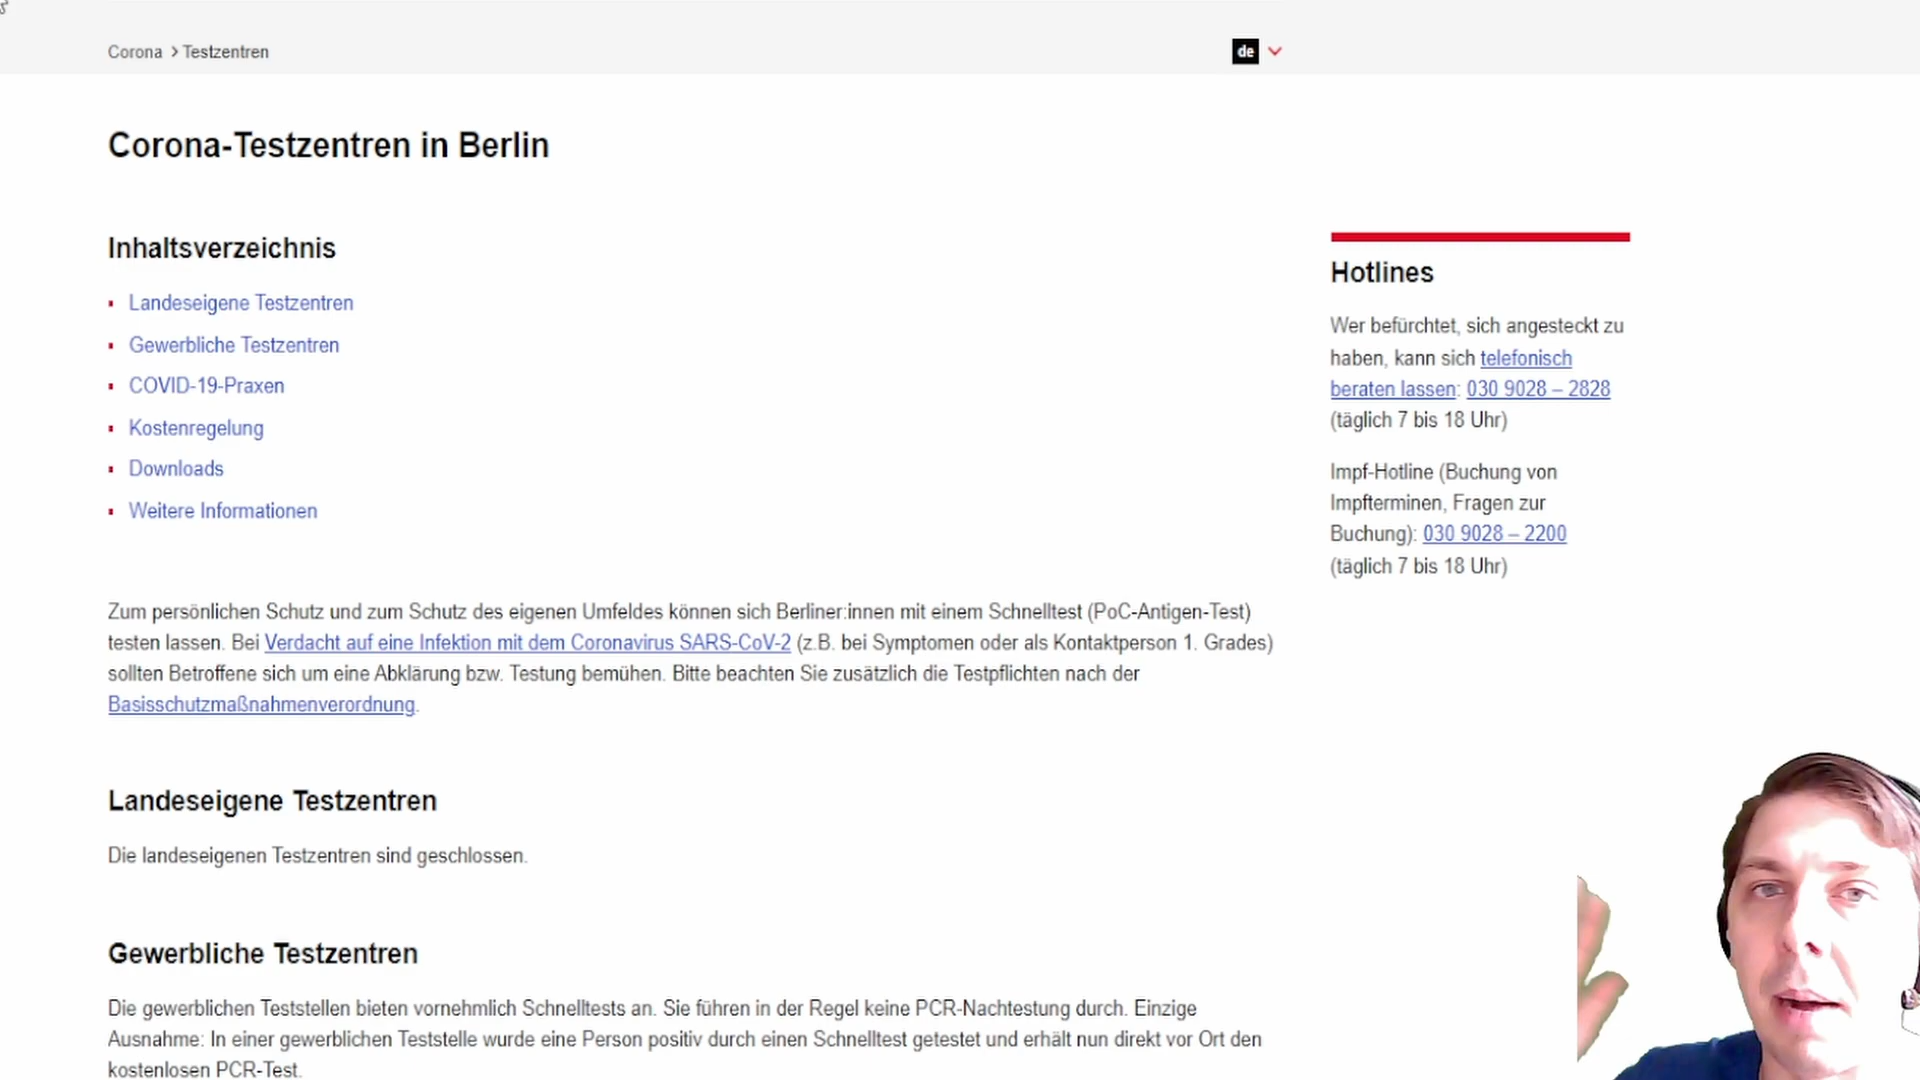 Corona > Testzentren
de
Corona-Testzentren in Berlin
Inhaltsverzeichnis
Landeseigene Testzentren
Gewerbliche Testzentren
COVID-19-Praxen
Kostenregelung
Downloads
Weitere Informationen
Zum persönlichen Schutz und zum Schutz des eigenen Umfeldes können sich Berliner:innen mit einem Schnelltest (PoC-Antigen-Test)
testen lassen. Bei Verdacht auf eine Infektion mit dem Coronavirus SARS-CoV-2 (z.B. bei Symptomen oder als Kontaktperson 1. Grades)
sollten Betroffene sich um eine Abklärung bzw. Testung bemühen. Bitte beachten Sie zusätzlich die Testpflichten nach der
Basisschutzmaßnahmenverordnung.
Landeseigene Testzentren
Die landeseigenen Testzentren sind geschlossen.
Gewerbliche Testzentren
Die gewerblichen Teststellen bieten vornehmlich Schnelltests an. Sie führen in der Regel keine PCR-Nachtestung durch. Einzige
Ausnahme: In einer gewerblichen Teststelle wurde eine Person positiv durch einen Schnelltest getestet und erhält nun direkt vor Ort den
kostenlosen PCR-Test.
Hotlines
Wer befürchtet, sich angesteckt zu
haben, kann sich telefonisch
beraten lassen: 030 9028 – 2828
(täglich 7 bis 18 Uhr)
Impf-Hotline (Buchung von
Impfterminen, Fragen zur
Buchung): 030 9028 – 2200
(täglich 7 bis 18 Uhr)